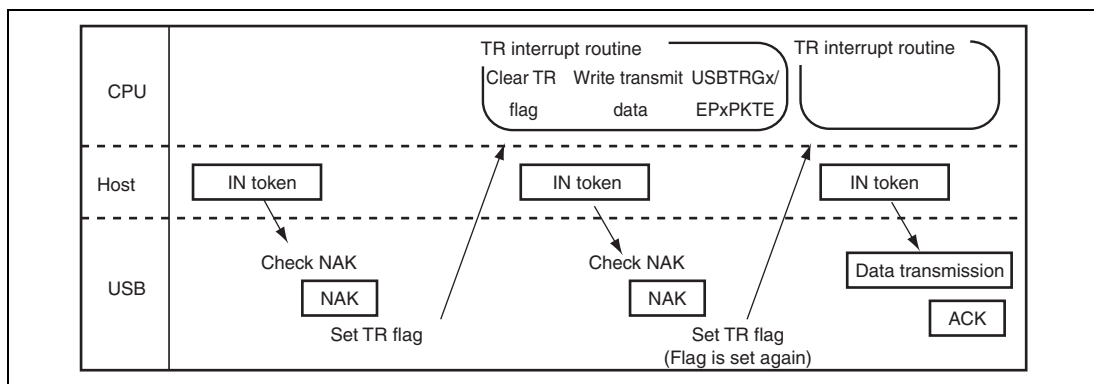 TR interrupt routine TR interrupt routine
CPU
Clear TR Write transmit USBTRGx/
flag data EPxPKTE
Host
IN token IN token IN token
USB
Check NAK Check NAK
Data transmission
NAK NAK
ACK
Set TR flag Set TR flag
(Flag is set again)